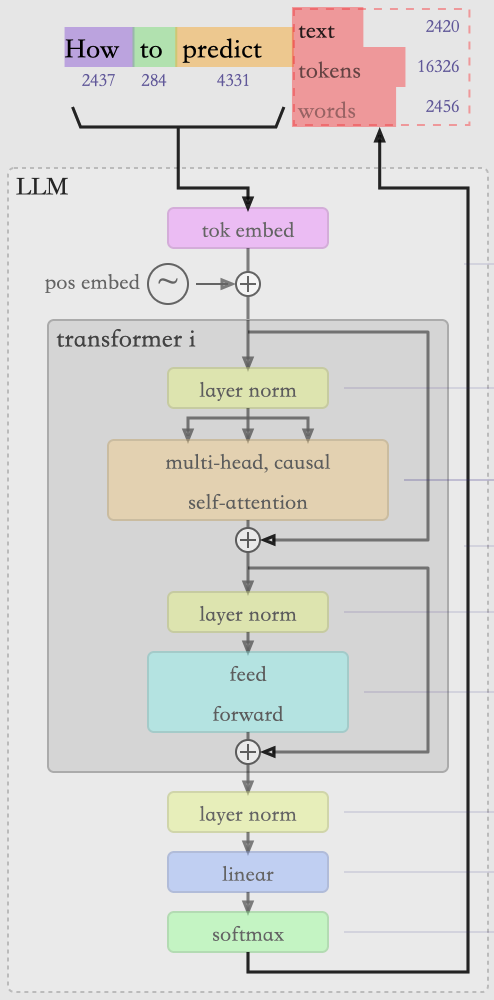 How to predict
2437 284 4331
text 2420
tokens 16326
words 2456
LLM
tok embed
pos embed ~
transformer i
layer norm
multi-head, causal
self-attention
layer norm
feed
forward
layer norm
linear
softmax